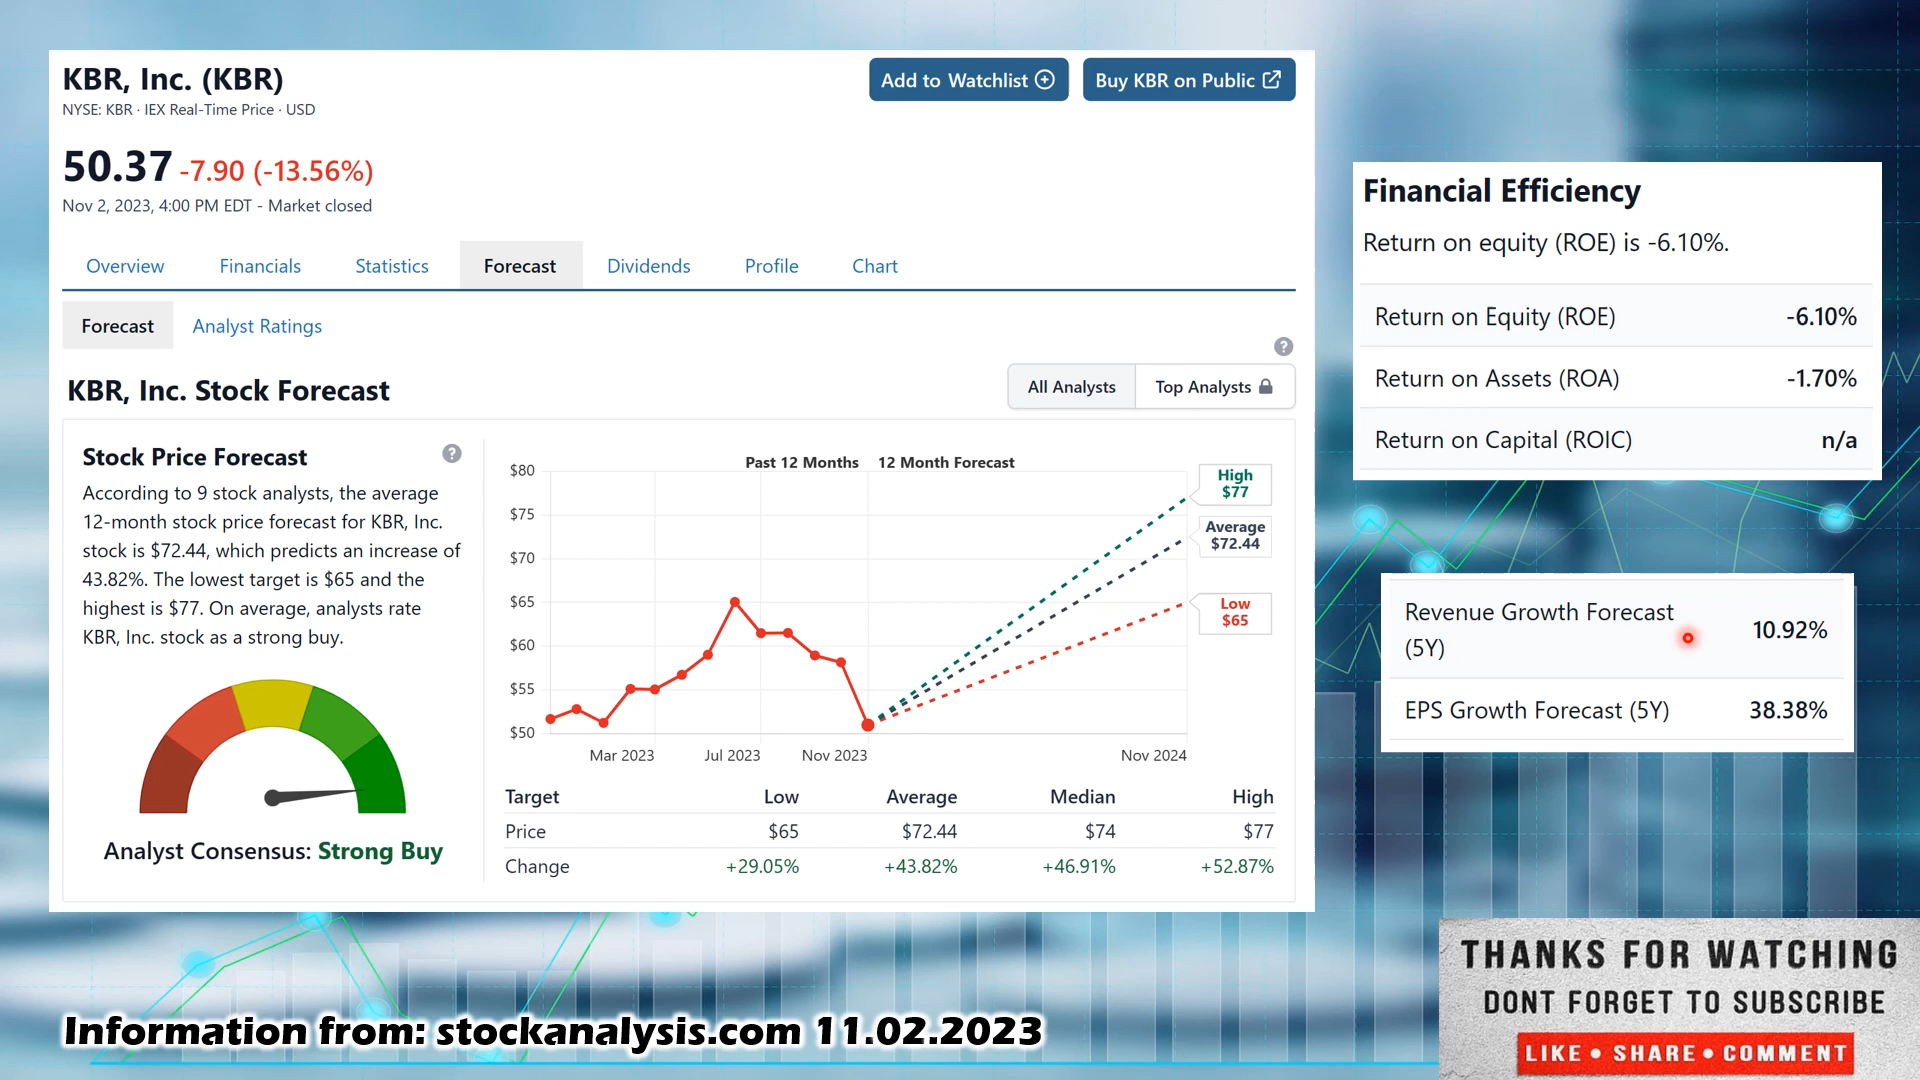 KBR, Inc. (KBR)
Add to Watchlist
Buy KBR on Public
NYSE: KBR · IEX Real-Time Price · USD
50.37 -7.90 (-13.56%)
Nov 2, 2023, 4:00 PM EDT - Market closed
Overview
Financials
Statistics
Forecast
Dividends
Profile
Chart
Forecast
Analyst Ratings
?
KBR, Inc. Stock Forecast
All Analysts
Top Analysts
Stock Price Forecast
?
According to 9 stock analysts, the average
12-month stock price forecast for KBR, Inc.
stock is $72.44, which predicts an increase of
43.82%. The lowest target is $65 and the
highest is $77. On average, analysts rate
KBR, Inc. stock as a strong buy.
Analyst Consensus: Strong Buy
Past 12 Months
12 Month Forecast
$80
$75
$70
$65
$60
$55
$50
Mar 2023
Jul 2023
Nov 2023
Nov 2024
High
$77
Average
$72.44
Low
$65
Target Low Average Median High
Price $65 $72.44 $74 $77
Change +29.05% +43.82% +46.91% +52.87%
Financial Efficiency
Return on equity (ROE) is -6.10%.
Return on Equity (ROE) -6.10%
Return on Assets (ROA) -1.70%
Return on Capital (ROIC) n/a
Revenue Growth Forecast
(5Y)
10.92%
EPS Growth Forecast (5Y) 38.38%
Information from: stockanalysis.com 11.02.2023
THANKS FOR WATCHING
DONT FORGET TO SUBSCRIBE
LIKE • SHARE • COMMENT